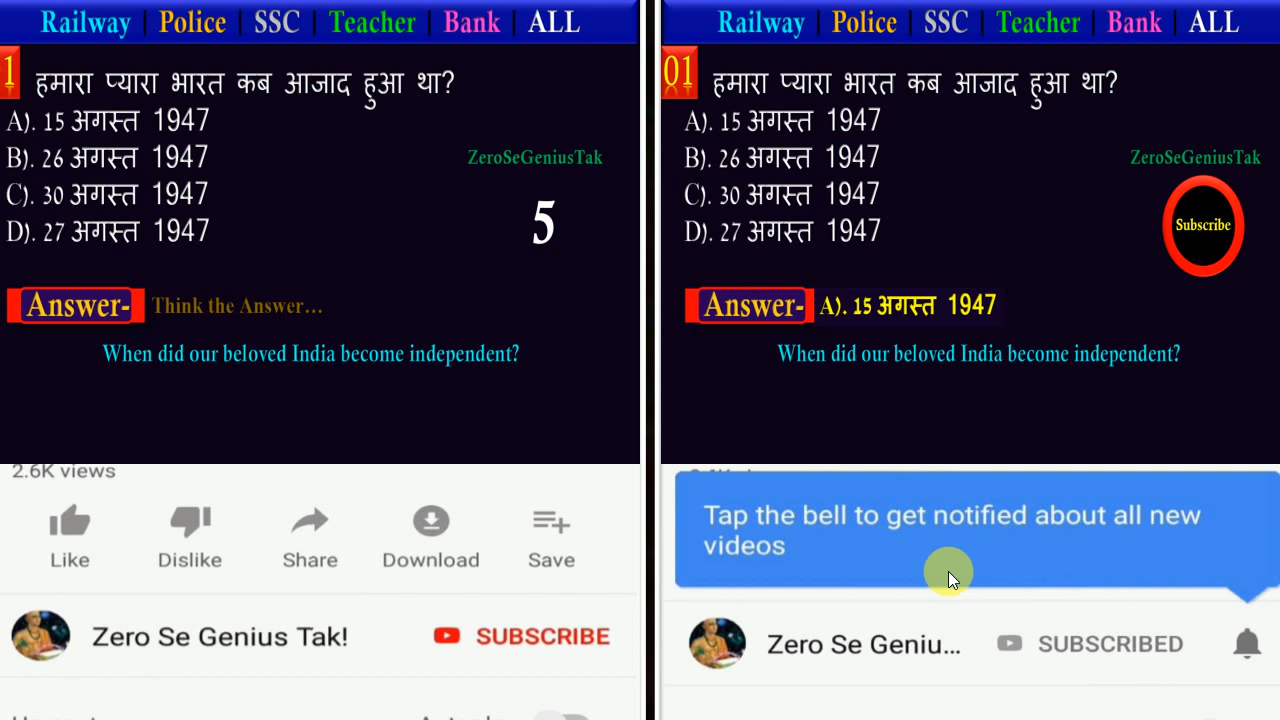 Railway | Police | SSC | Teacher | Bank | ALL
1 हमारा प्यारा भारत कब आजाद हुआ था?
A). 15 अगस्त 1947
B). 26 अगस्त 1947
C). 30 अगस्त 1947
D). 27 अगस्त 1947
ZeroSeGeniusTak
5
Answer- Think the Answer...
When did our beloved India become independent?
2.6K views
Like Dislike Share Download Save
Zero Se Genius Tak! SUBSCRIBE
Railway | Police | SSC | Teacher | Bank | ALL
01 हमारा प्यारा भारत कब आजाद हुआ था?
A). 15 अगस्त 1947
B). 26 अगस्त 1947
C). 30 अगस्त 1947
D). 27 अगस्त 1947
ZeroSeGeniusTak
Subscribe
Answer- A). 15 अगस्त 1947
When did our beloved India become independent?
Tap the bell to get notified about all new
videos
Zero Se Geniu... SUBSCRIBED